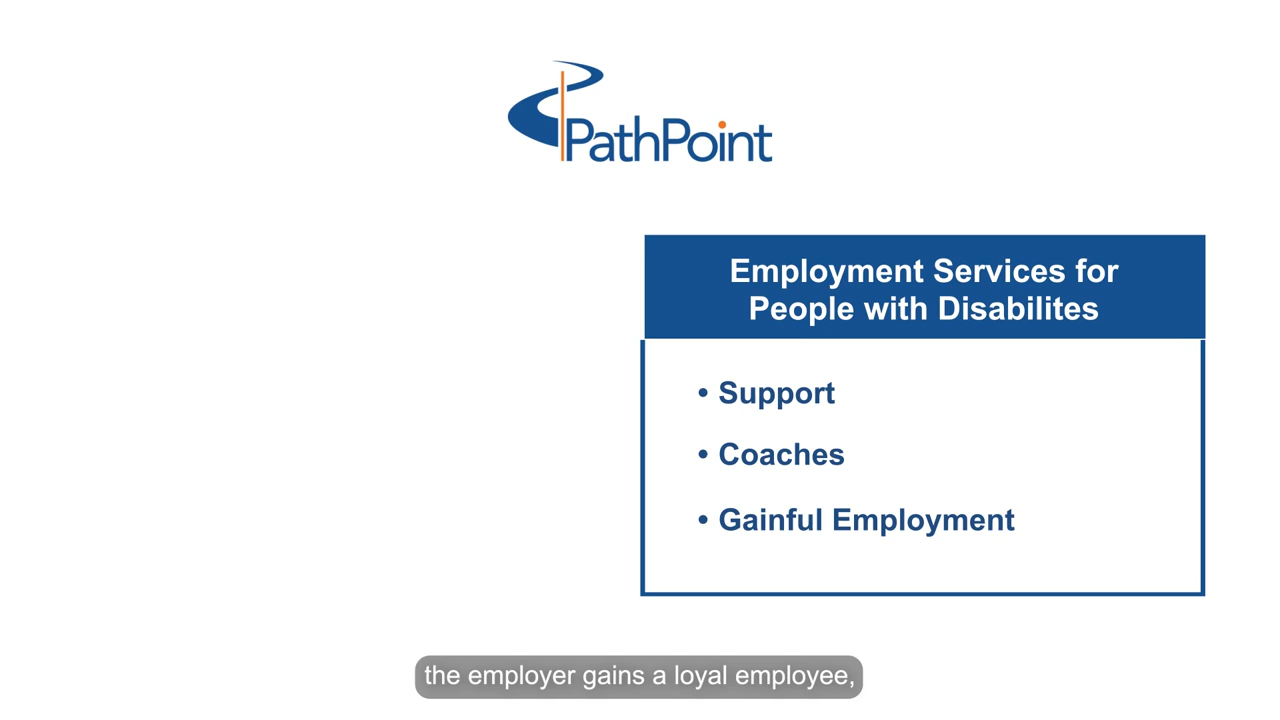 PathPoint
Employment Services for
People with Disabilites
• Support
• Coaches
• Gainful Employment
the employer gains a loyal employee,